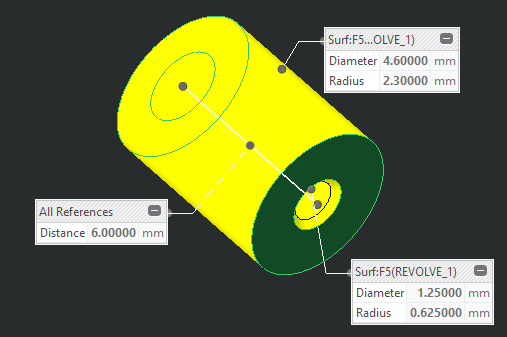 Surf:F5...OLVE_1)
Diameter 4.60000 mm
Radius 2.30000 mm
All References
Distance 6.00000 mm
Surf:F5(REVOLVE_1)
Diameter 1.25000 mm
Radius 0.625000 mm